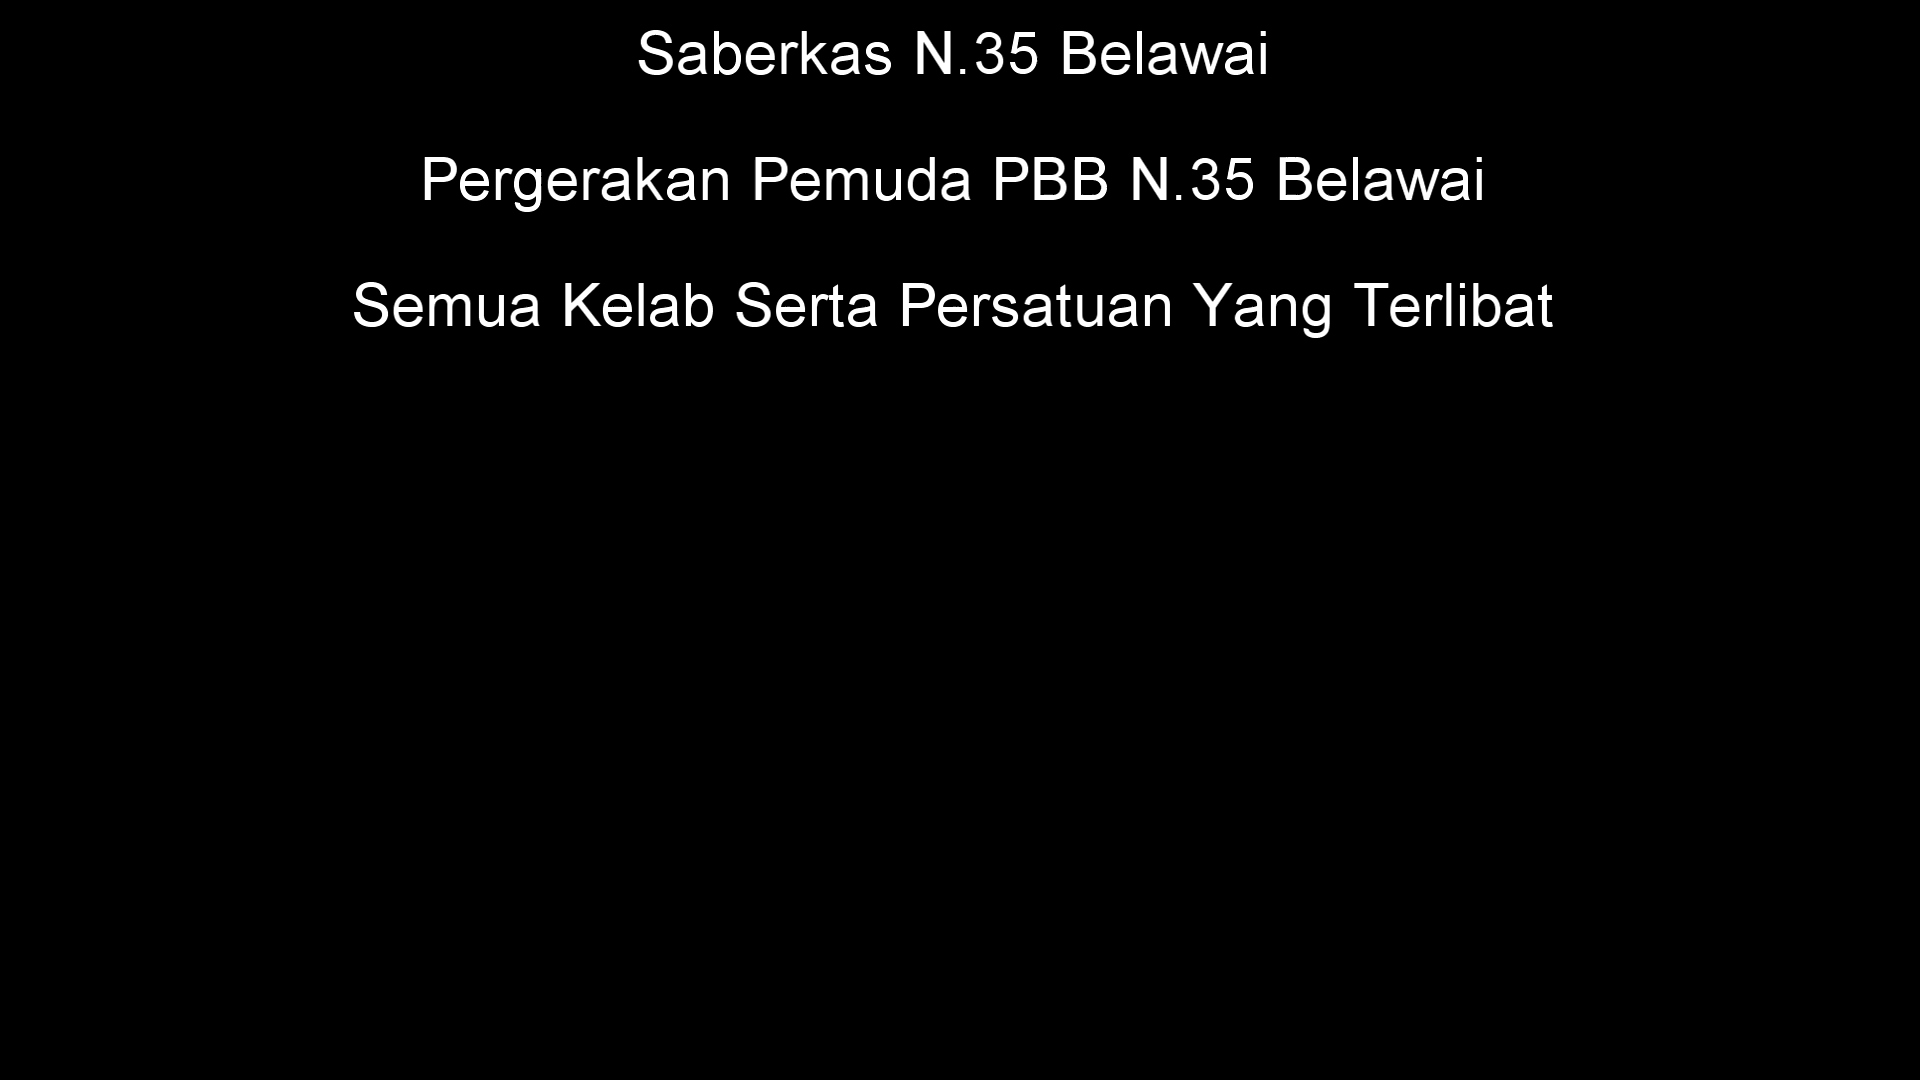 Saberkas N.35 Belawai
Pergerakan Pemuda PBB N.35 Belawai
Semua Kelab Serta Persatuan Yang Terlibat